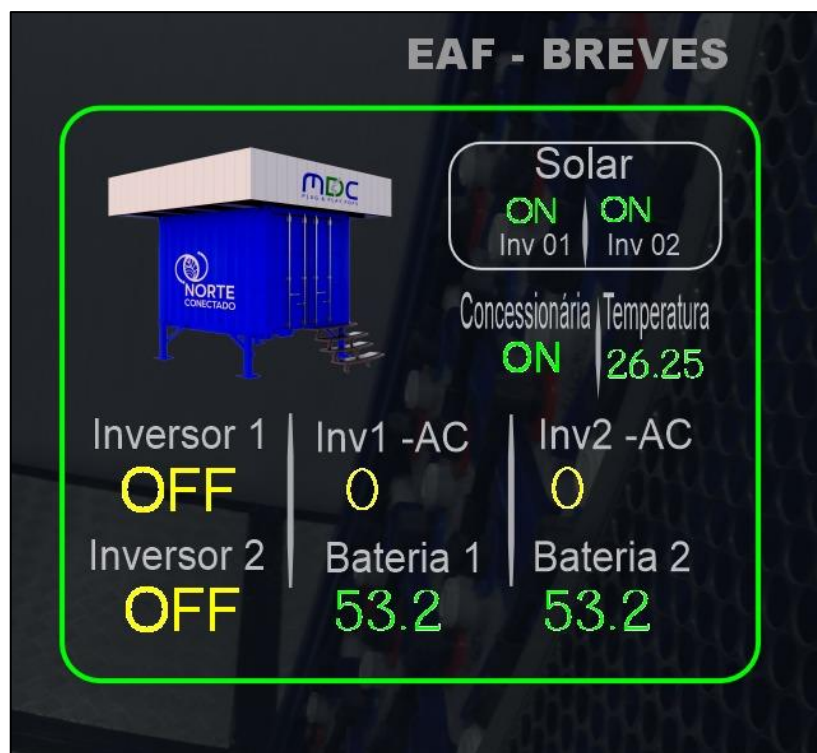 EAF - BREVES
MDC
PLUG & PLAY POPS
NORTE
CONECTADO
Solar
ON ON
Inv 01 Inv 02
Concessionária Temperatura
ON 26.25
Inversor 1 Inv1 -AC Inv2 -AC
OFF 0 0
Inversor 2 Bateria 1 Bateria 2
OFF 53.2 53.2